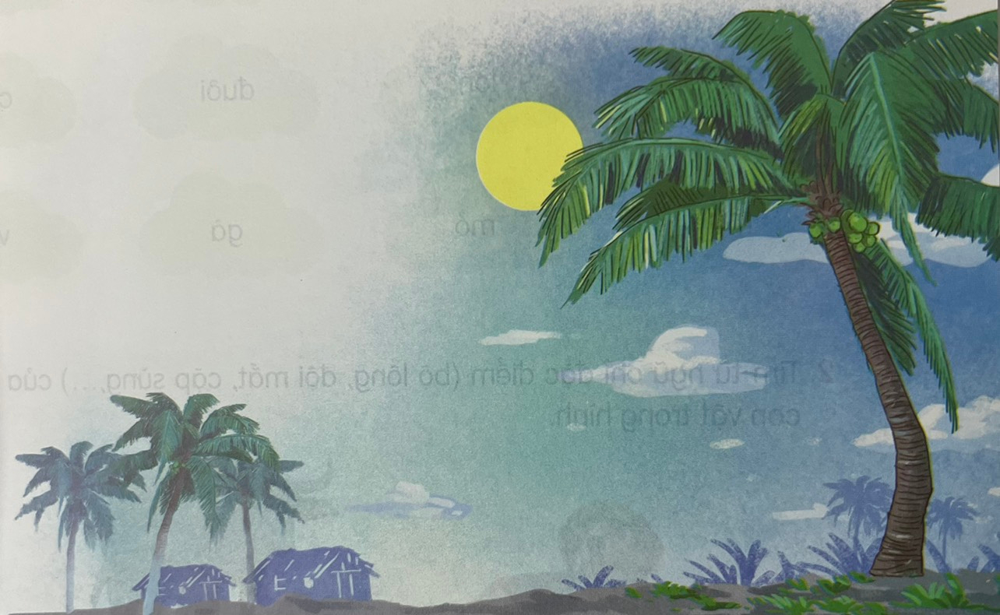 đuôi
gà
mỏ
2. Tìm từ ngữ chỉ đặc điểm (bộ lông, đôi mắt, cặp sừng,...) của
con vật trong hình.